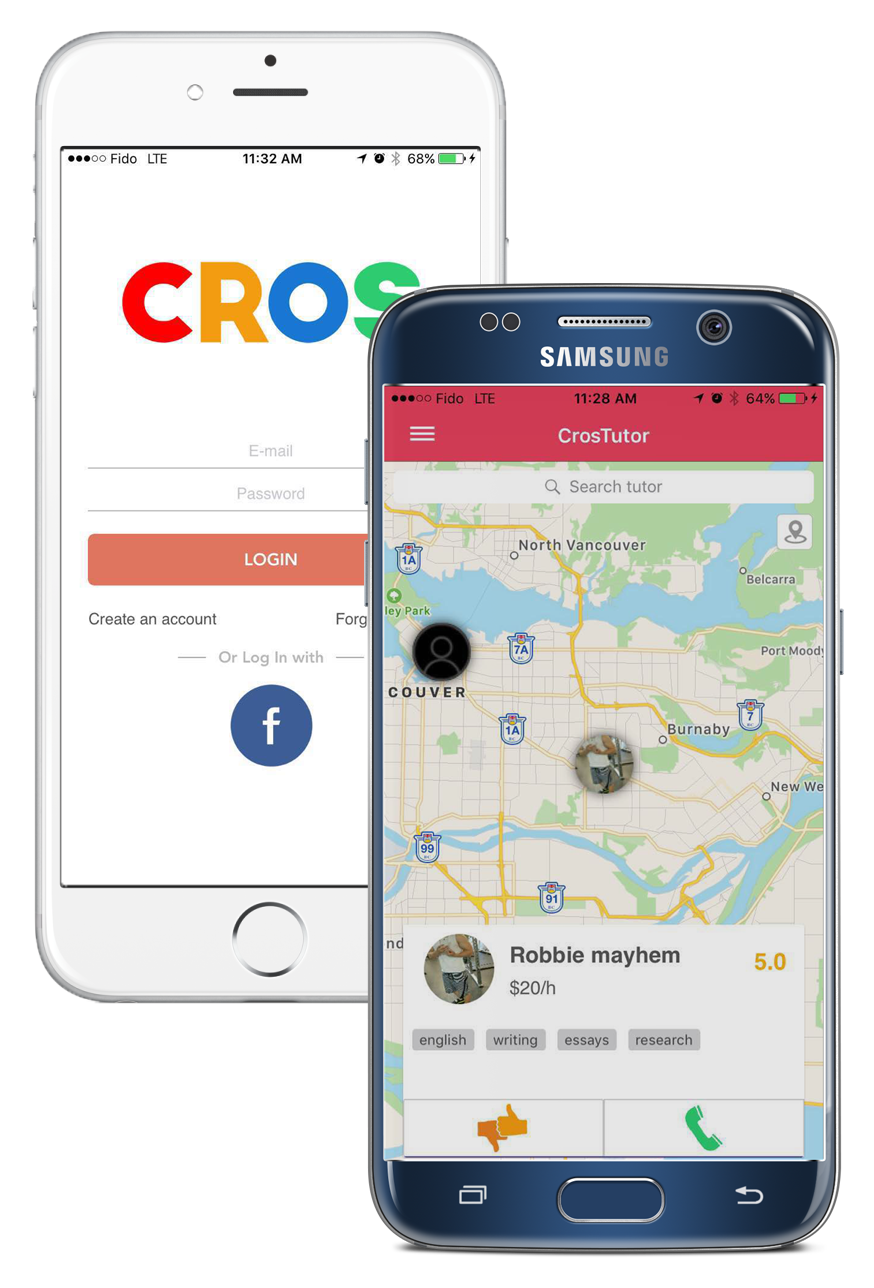 Fido LTE 11:32 AM 68%
CROS
E-mail
Password
LOGIN
Create an account Forg
Or Log In with
f
SAMSUNG
Fido LTE 11:28 AM 64%
CrosTutor
Search tutor
North Vancouver
1A
Belcarra
ley Park
7A
Port Moody
COUVER
7
1A
Burnaby
New We
99
91
nd
Robbie mayhem
5.0
$20/h
english writing essays research